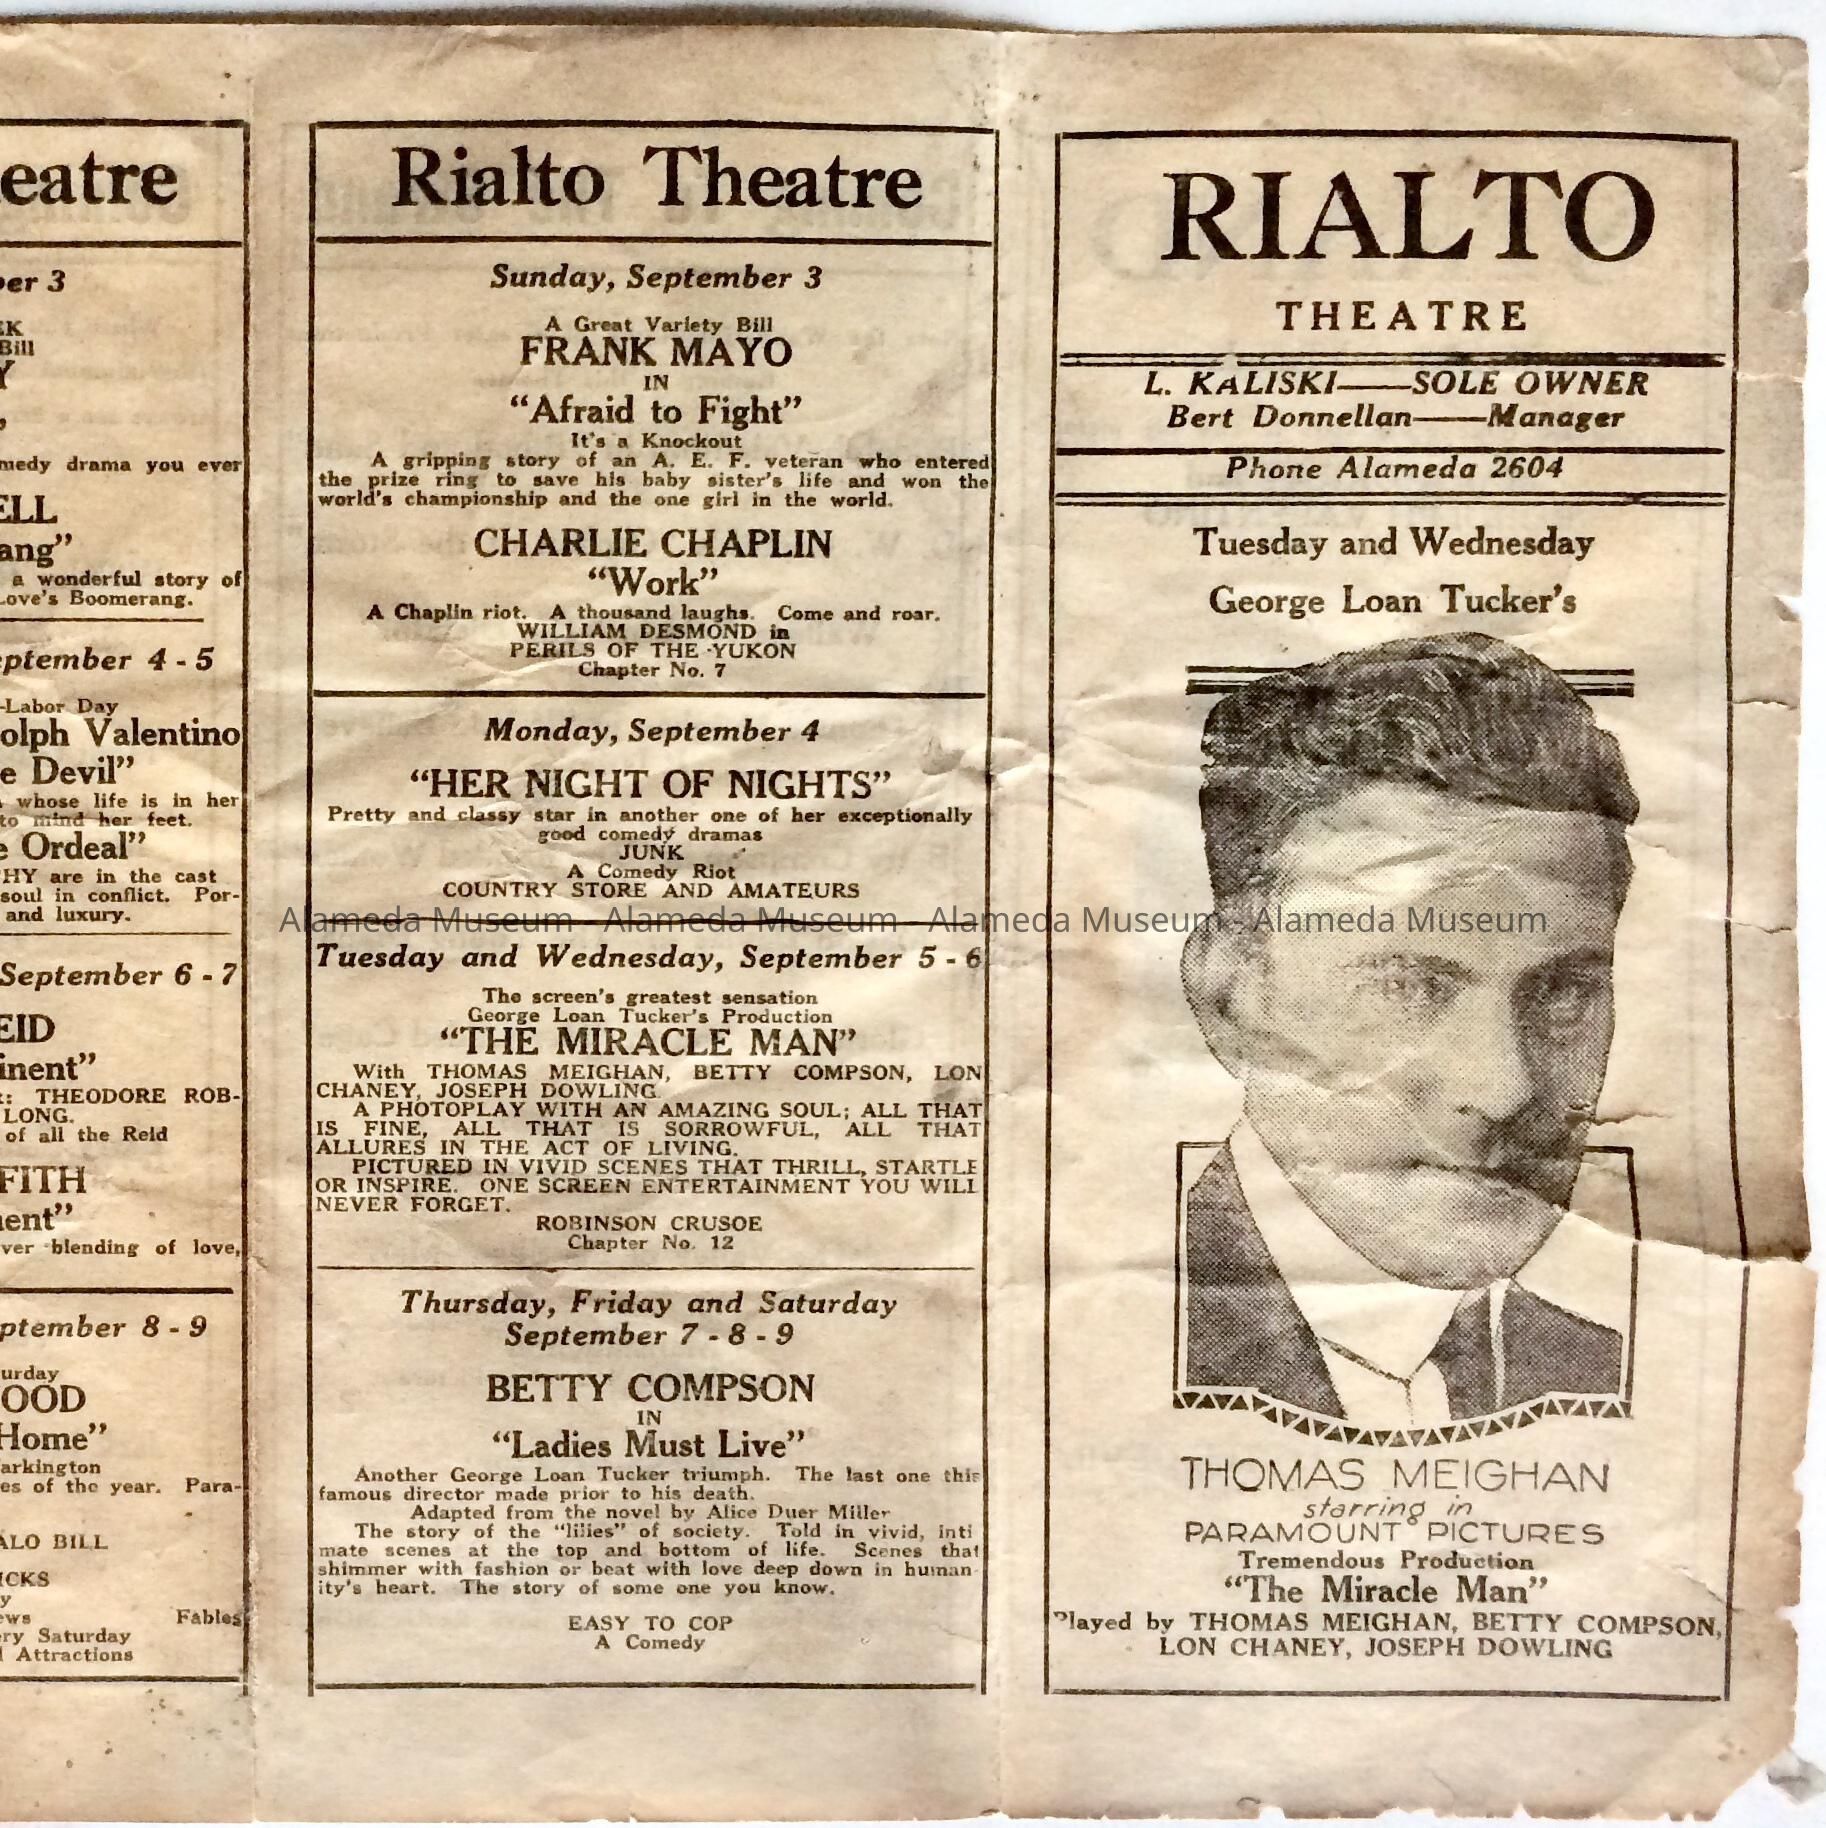 eatre
er 3
EK
Bill
Y
medy drama you ever
ELL
ang"
a wonderful story of
Love's Boomerang.
eptember 4 - 5
-Labor Day
olph Valentino
e Devil"
whose life is in her
to mind her feet.
e Ordeal"
HY are in the cast
soul in conflict. Por-
and luxury.
September 6 - 7
EID
inent"
THEODORE ROB-
LONG.
of all the Reid
FITH
ent"
ver blending of love,
ptember 8 - 9
urday
OOD
Home"
arkington
es of the year. Para-
ALO BILL
ICKS
y
ews Fables
ry Saturday
l Attractions
Rialto Theatre
Sunday, September 3
A Great Variety Bill
FRANK MAYO
IN
"Afraid to Fight"
It's a Knockout
A gripping story of an A. E. F. veteran who entered
the prize ring to save his baby sister's life and won the
world's championship and the one girl in the world.
CHARLIE CHAPLIN
"Work"
A Chaplin riot. A thousand laughs. Come and roar.
WILLIAM DESMOND in
PERILS OF THE YUKON
Chapter No. 7
Monday, September 4
"HER NIGHT OF NIGHTS"
Pretty and classy star in another one of her exceptionally
good comedy dramas
JUNK
A Comedy Riot
COUNTRY STORE AND AMATEURS
Alameda Museum - Alameda Museum - Alameda Museum - Alameda Museum
Tuesday and Wednesday, September 5 - 6
The screen's greatest sensation
George Loan Tucker's Production
"THE MIRACLE MAN"
With THOMAS MEIGHAN, BETTY COMPSON, LON
CHANEY, JOSEPH DOWLING.
A PHOTOPLAY WITH AN AMAZING SOUL; ALL THAT
IS FINE, ALL THAT IS SORROWFUL, ALL THAT
ALLURES IN THE ACT OF LIVING.
PICTURED IN VIVID SCENES THAT THRILL, STARTLE
OR INSPIRE. ONE SCREEN ENTERTAINMENT YOU WILL
NEVER FORGET.
ROBINSON CRUSOE
Chapter No. 12
Thursday, Friday and Saturday
September 7 - 8 - 9
BETTY COMPSON
IN
"Ladies Must Live"
Another George Loan Tucker triumph. The last one this
famous director made prior to his death.
Adapted from the novel by Alice Duer Miller
The story of the "lilies" of society. Told in vivid, inti
mate scenes at the top and bottom of life. Scenes that
shimmer with fashion or beat with love deep down in human-
ity's heart. The story of some one you know.
EASY TO COP
A Comedy
RIALTO
THEATRE
L. KALISKI——SOLE OWNER
Bert Donnellan——Manager
Phone Alameda 2604
Tuesday and Wednesday
George Loan Tucker's
THOMAS MEIGHAN
starring in
PARAMOUNT PICTURES
Tremendous Production
"The Miracle Man"
Played by THOMAS MEIGHAN, BETTY COMPSON,
LON CHANEY, JOSEPH DOWLING